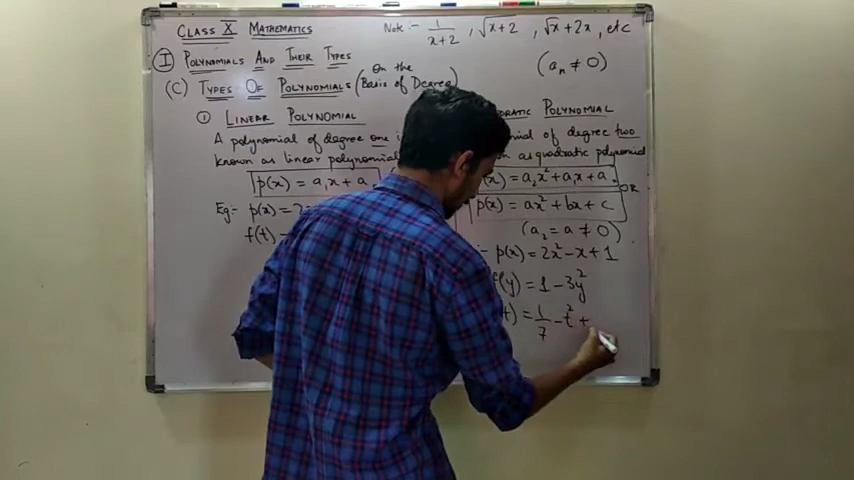 CLASS X MATHEMATICS
Note:- 1/(x+2) , √(x+2) , √x + 2x , etc
I POLYNOMIALS AND THEIR TYPES
(aₙ ≠ 0)
(C) TYPES OF POLYNOMIALS (On the Basis of Degree)
① LINEAR POLYNOMIAL
A polynomial of degree one
known as linear polynomial
p(x) = a₁x + a
Eg:- p(x) = 2
f(t) =
POLYNOMIAL
of degree two
as quadratic polynomial
(x) = a₂x² + a₁x + a
OR
p(x) = ax² + bx + c
(a₂ = a ≠ 0)
p(x) = 2x² - x + 1
f(y) = 1 - 3y²
t) = 1/7 - t² +